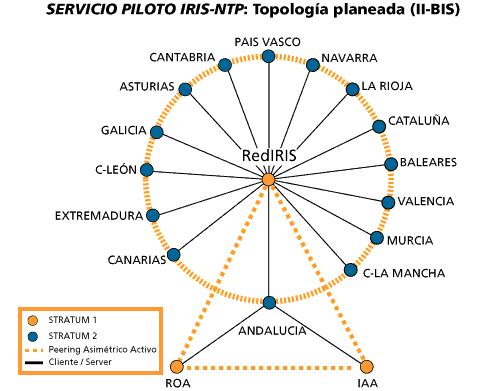 SERVICIO PILOTO IRIS-NTP: Topología planeada (II-BIS)
PAIS VASCO
CANTABRIA
NAVARRA
ASTURIAS
LA RIOJA
GALICIA
CATALUÑA
RedIRIS
C-LEÓN
BALEARES
EXTREMADURA
VALENCIA
CANARIAS
MURCIA
C-LA MANCHA
ANDALUCIA
STRATUM 1
STRATUM 2
Peering Asimétrico Activo
Cliente / Server
ROA
IAA